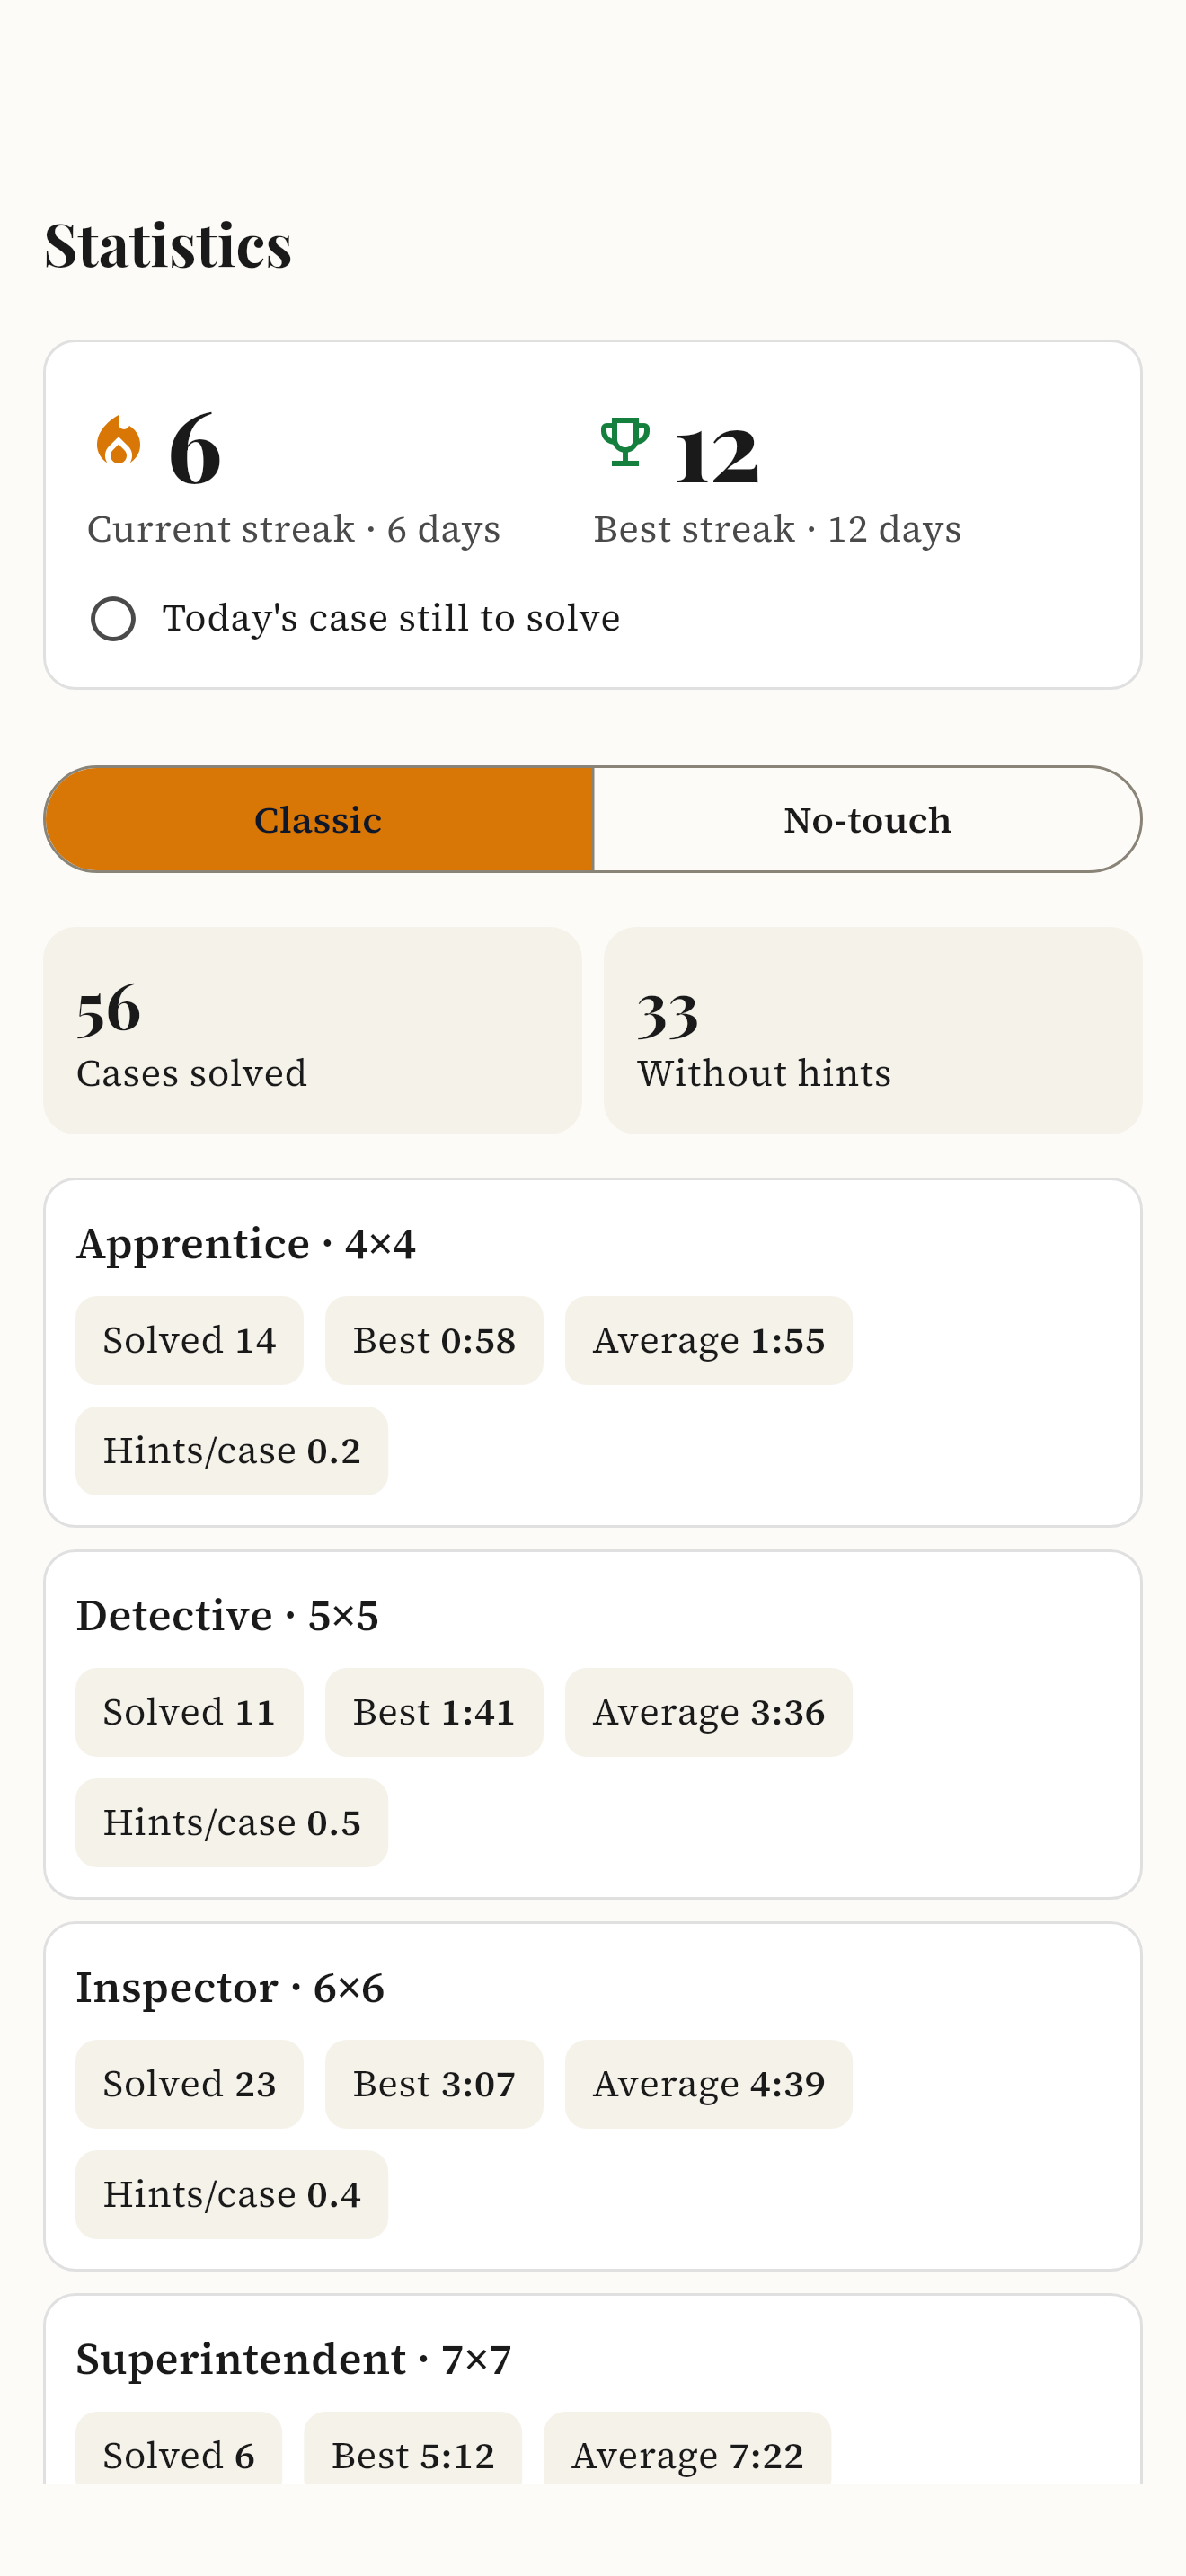 Statistics
6
12
Current streak · 6 days
Best streak · 12 days
Today's case still to solve
Classic
No-touch
56
Cases solved
33
Without hints
Apprentice · 4×4
Solved 14
Best 0:58
Average 1:55
Hints/case 0.2
Detective · 5×5
Solved 11
Best 1:41
Average 3:36
Hints/case 0.5
Inspector · 6×6
Solved 23
Best 3:07
Average 4:39
Hints/case 0.4
Superintendent · 7×7
Solved 6
Best 5:12
Average 7:22